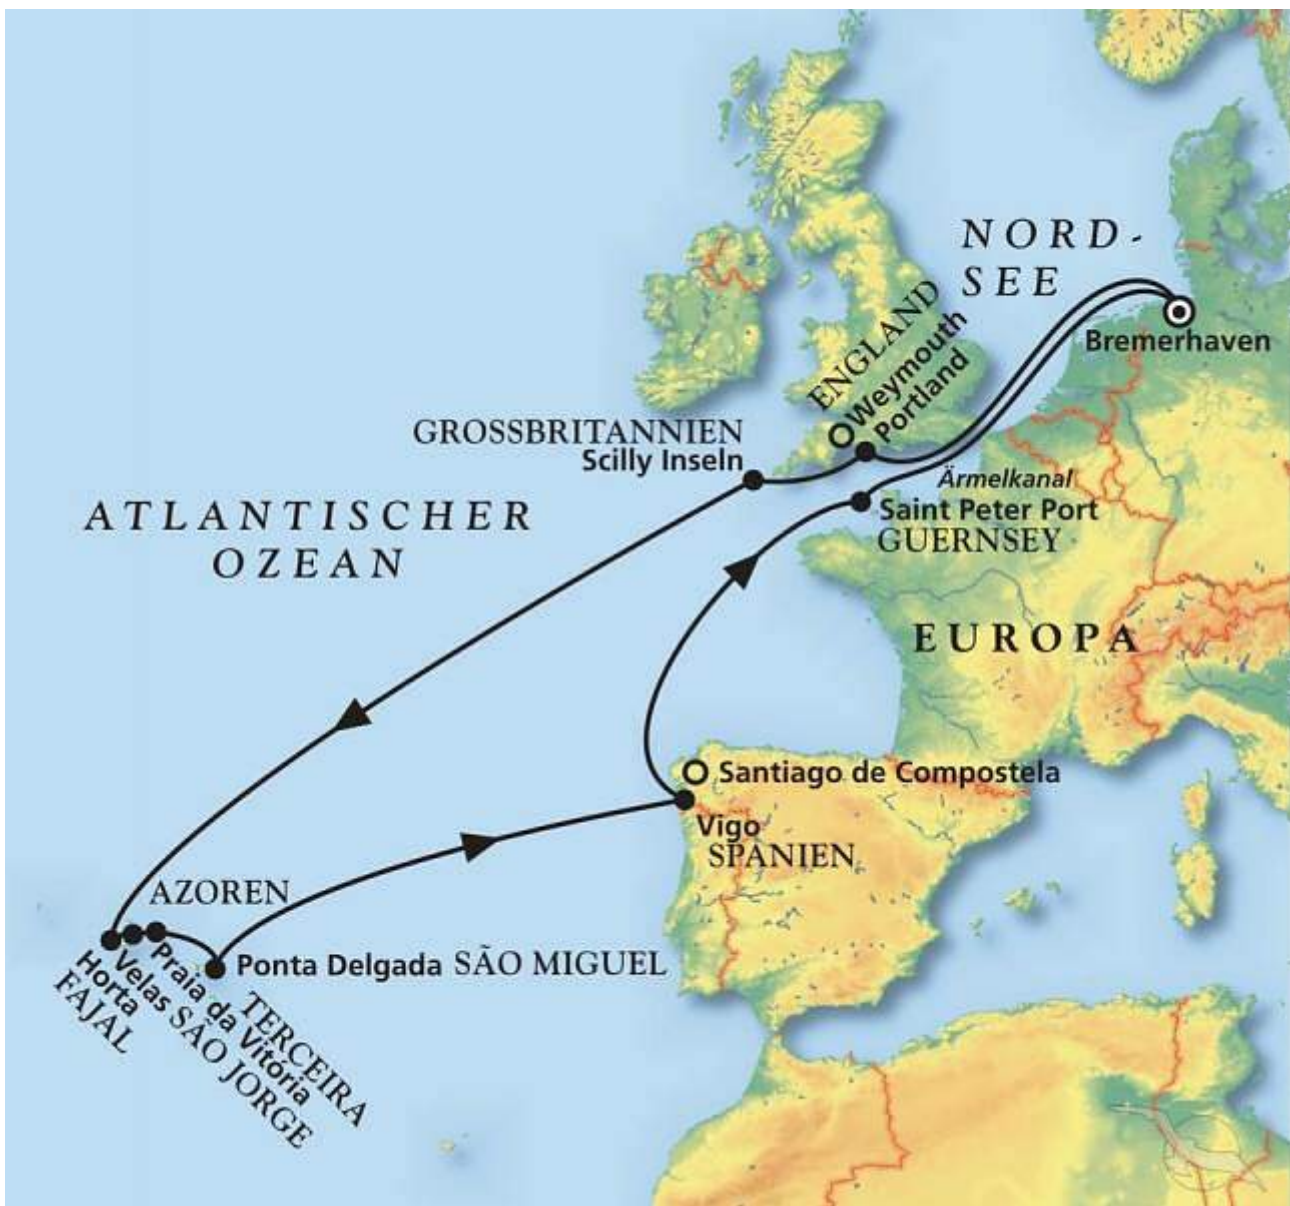 NORD-
SEE
Bremerhaven
ENGLAND
Weymouth
Portland
GROSSBRITANNIEN
Scilly Inseln
Ärmelkanal
Saint Peter Port
GUERNSEY
ATLANTISCHER
OZEAN
EUROPA
Santiago de Compostela
Vigo
SPANIEN
AZOREN
Ponta Delgada SÃO MIGUEL
Horta
FAJAL
Velas SÃO JORGE
Praia da Vitória
TERCEIRA